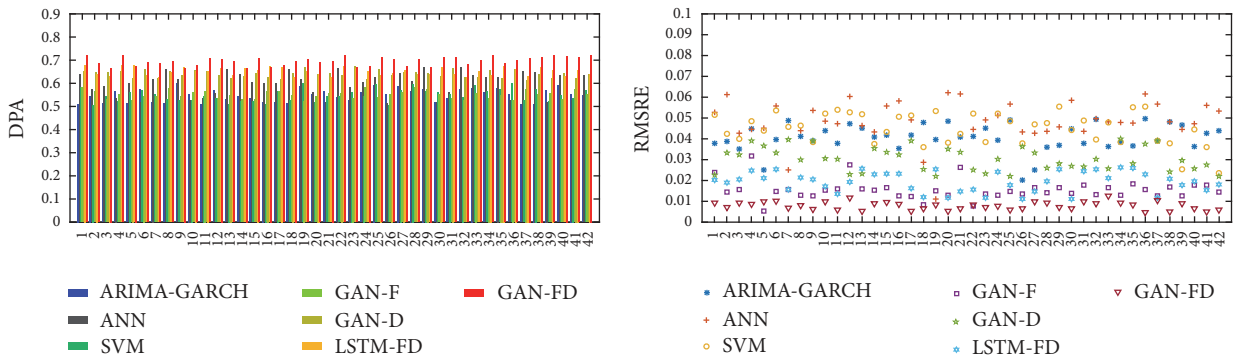 0.9
0.8
0.7
0.6
0.5
0.4
0.3
0.2
0.1
0
DPA
1 2 3 4 5 6 7 8 9 10 11 12 13 14 15 16 17 18 19 20 21 22 23 24 25 26 27 28 29 30 31 32 33 34 35 36 37 38 39 40 41 42
ARIMA-GARCH
ANN
SVM
GAN-F
GAN-D
LSTM-FD
GAN-FD
0.1
0.09
0.08
0.07
0.06
0.05
0.04
0.03
0.02
0.01
0
RMSRE
1 2 3 4 5 6 7 8 9 10 11 12 13 14 15 16 17 18 19 20 21 22 23 24 25 26 27 28 29 30 31 32 33 34 35 36 37 38 39 40 41 42
ARIMA-GARCH
ANN
SVM
GAN-F
GAN-D
LSTM-FD
GAN-FD